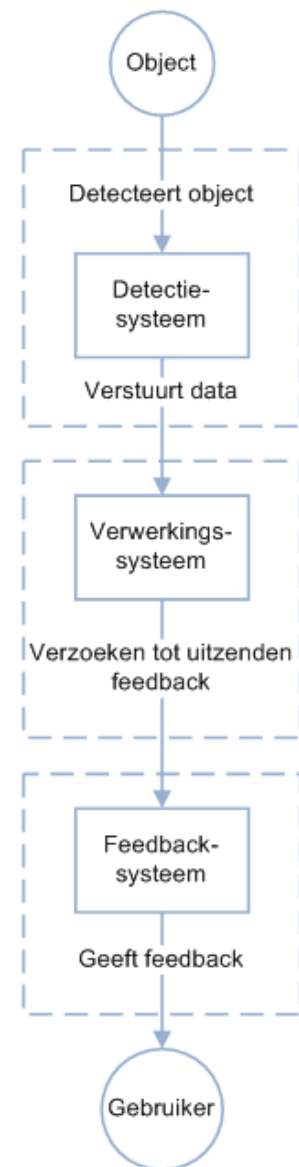 Object
Detecteert object
Detectie-
systeem
Verstuurt data
Verwerkings-
systeem
Verzoeken tot uitzenden
feedback
Feedback-
systeem
Geeft feedback
Gebruiker